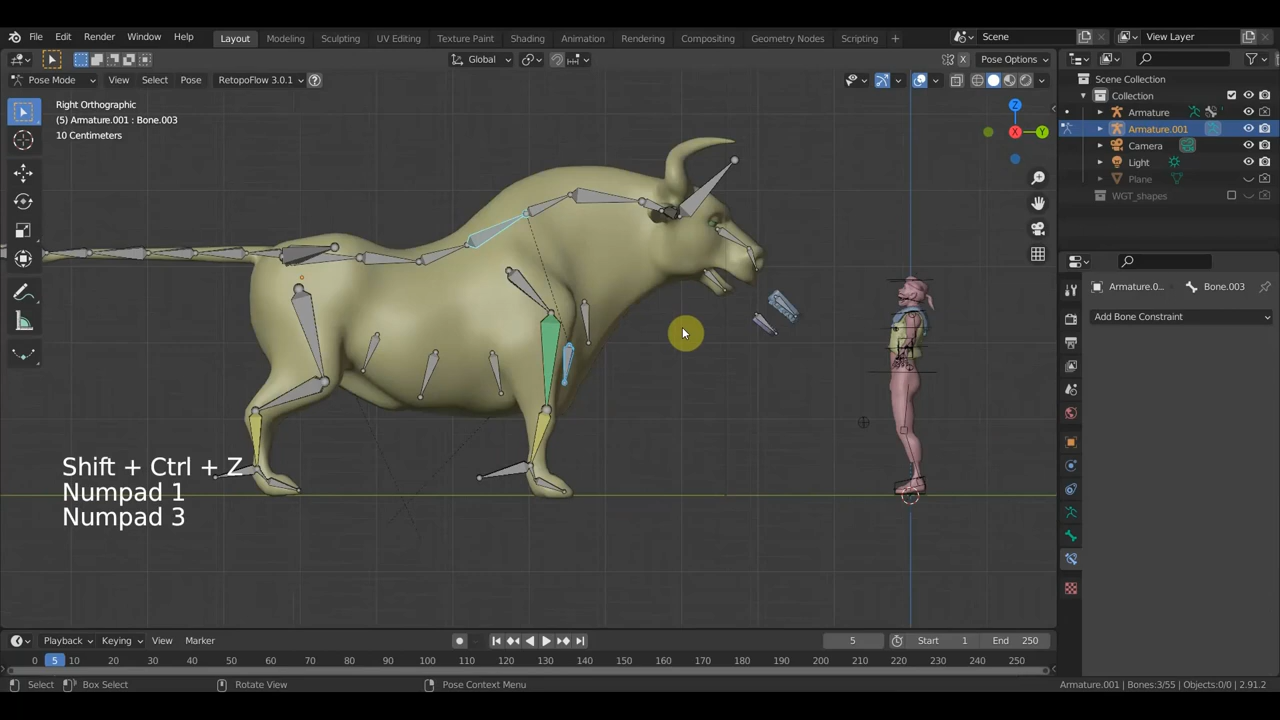 File Edit Render Window Help Layout Modeling Sculpting UV Editing Texture Paint Shading Animation Rendering Compositing Geometry Nodes Scripting + Scene View Layer
Global Pose Options
Pose Mode View Select Pose RetopoFlow 3.0.1
Right Orthographic
(5) Armature.001 : Bone.003
10 Centimeters
X
Z
X
Y
Scene Collection
Collection
Armature
Armature.001
Camera
Light
Plane
WGT_shapes
Armature.0... Bone.003
Add Bone Constraint
Shift + Ctrl + Z
Numpad 1
Numpad 3
Playback Keying View Marker 5 Start 1 End 250
0 5 10 20 30 40 50 60 70 80 90 100 110 120 130 140 150 160 170 180 190 200 210 220 230 240 250
Select Box Select Rotate View Pose Context Menu Armature.001 | Bones:3/55 | Objects:0/0 | 2.91.2